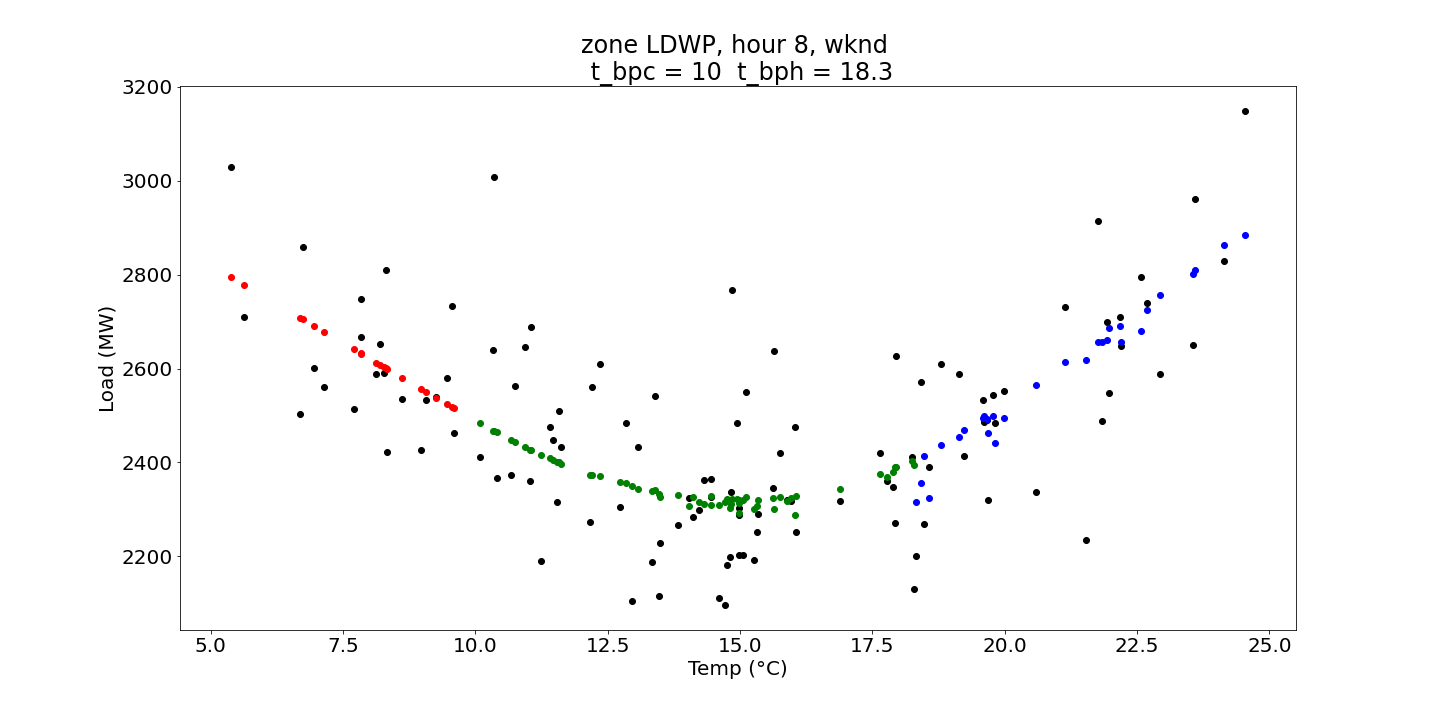 zone LDWP, hour 8, wknd
t_bpc = 10  t_bph = 18.3
3200
3000
2800
2600
2400
2200
Load (MW)
5.0 7.5 10.0 12.5 15.0 17.5 20.0 22.5 25.0
Temp (°C)